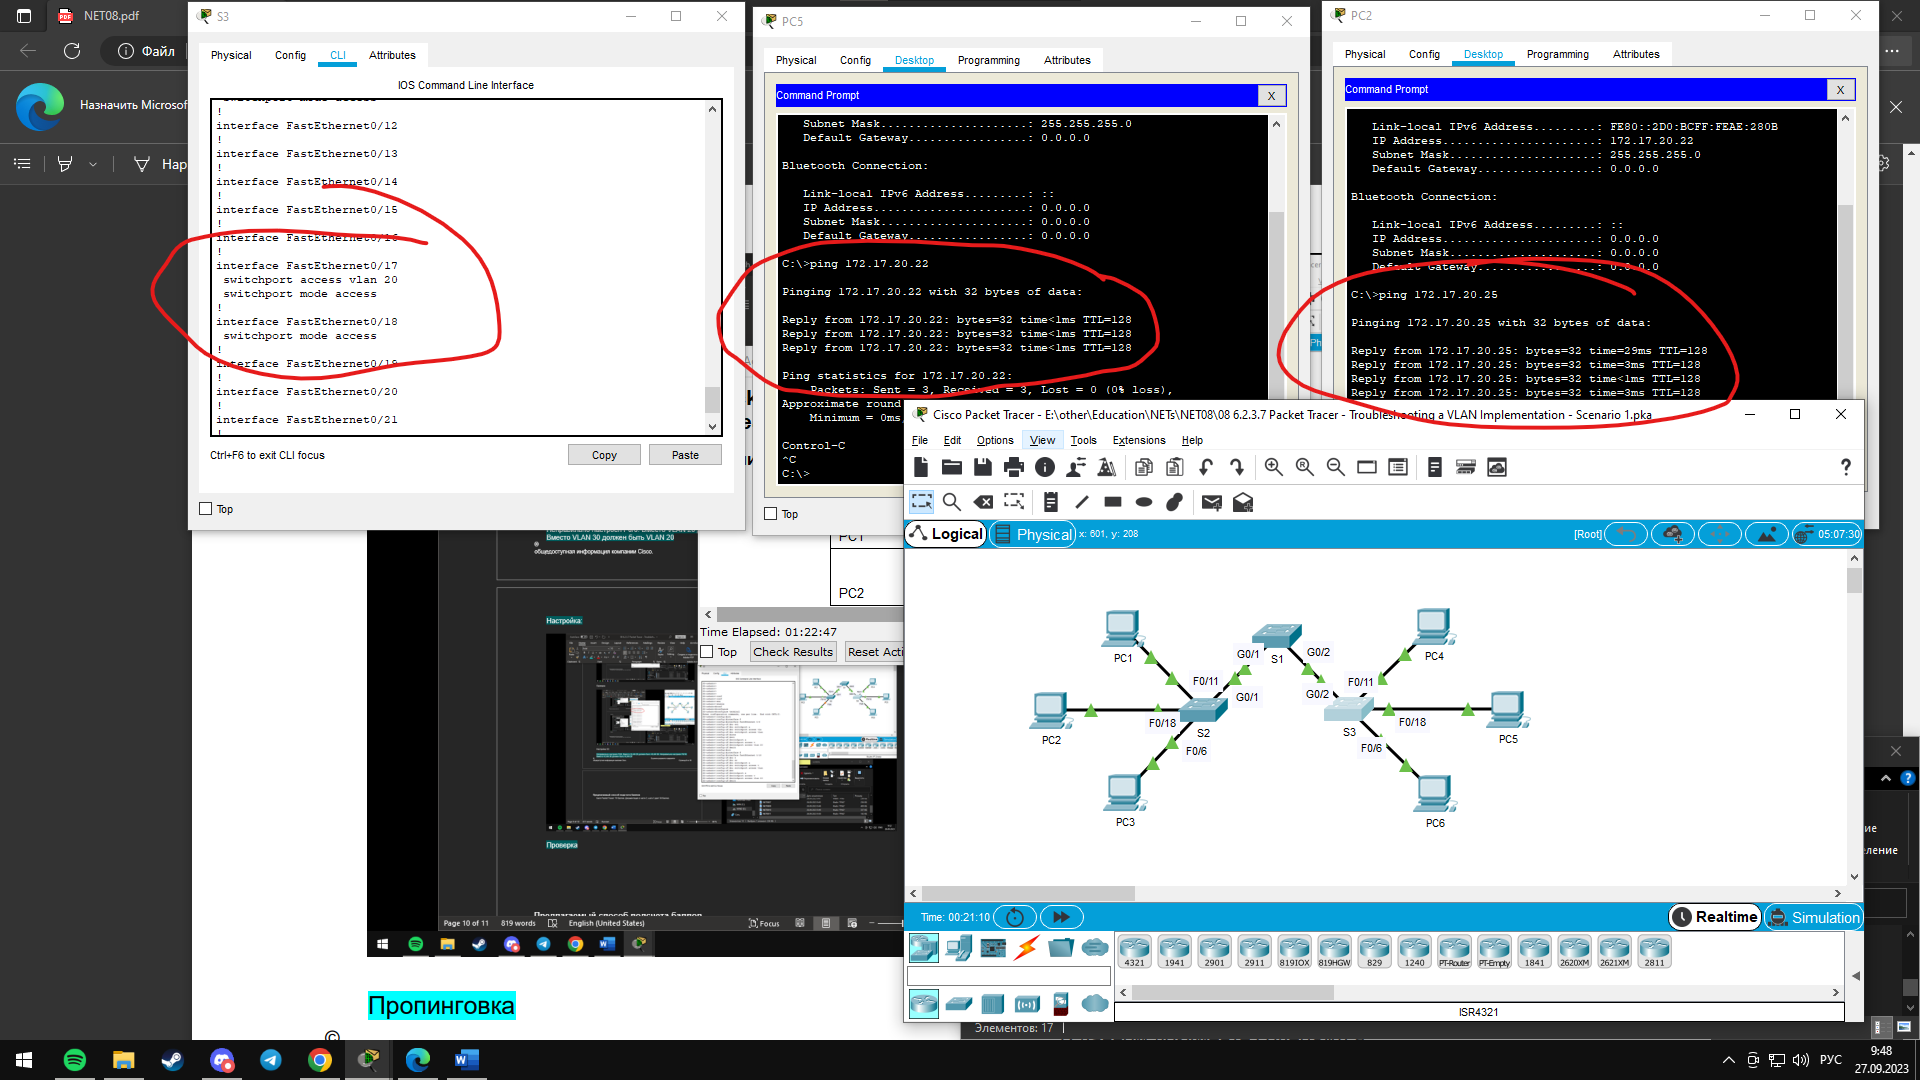 NET08.pdf
Файл
Назначить Microsof
Нар
S3
Physical
Config
CLI
Attributes
IOS Command Line Interface
switchport mode access
!
interface FastEthernet0/12
!
interface FastEthernet0/13
!
interface FastEthernet0/14
!
interface FastEthernet0/15
!
interface FastEthernet0/16
!
interface FastEthernet0/17
switchport access vlan 20
switchport mode access
!
interface FastEthernet0/18
switchport mode access
!
interface FastEthernet0/19
!
interface FastEthernet0/20
!
interface FastEthernet0/21
!
Ctrl+F6 to exit CLI focus
Copy
Paste
Top
PC5
Physical
Config
Desktop
Programming
Attributes
Command Prompt
X
Subnet Mask.....................: 255.255.255.0
Default Gateway.................: 0.0.0.0
Bluetooth Connection:
Link-local IPv6 Address.........: ::
IP Address......................: 0.0.0.0
Subnet Mask.....................: 0.0.0.0
Default Gateway.................: 0.0.0.0
C:\>ping 172.17.20.22
Pinging 172.17.20.22 with 32 bytes of data:
Reply from 172.17.20.22: bytes=32 time<1ms TTL=128
Reply from 172.17.20.22: bytes=32 time<1ms TTL=128
Reply from 172.17.20.22: bytes=32 time<1ms TTL=128
Ping statistics for 172.17.20.22:
Packets: Sent = 3, Received = 3, Lost = 0 (0% loss),
Approximate round
Minimum = 0ms,
Control-C
^C
C:\>
Top
PC2
Physical
Config
Desktop
Programming
Attributes
Command Prompt
X
Link-local IPv6 Address.........: FE80::2D0:BCFF:FEAE:280B
IP Address......................: 172.17.20.22
Subnet Mask.....................: 255.255.255.0
Default Gateway.................: 0.0.0.0
Bluetooth Connection:
Link-local IPv6 Address.........: ::
IP Address......................: 0.0.0.0
Subnet Mask.....................: 0.0.0.0
Default Gateway.................: 0.0.0.0
C:\>ping 172.17.20.25
Pinging 172.17.20.25 with 32 bytes of data:
Reply from 172.17.20.25: bytes=32 time=29ms TTL=128
Reply from 172.17.20.25: bytes=32 time=3ms TTL=128
Reply from 172.17.20.25: bytes=32 time<1ms TTL=128
Reply from 172.17.20.25: bytes=32 time=3ms TTL=128
Cisco Packet Tracer - E:\other\Education\NETs\NET08\08 6.2.3.7 Packet Tracer - Troubleshooting a VLAN Implementation - Scenario 1.pka
File
Edit
Options
View
Tools
Extensions
Help
?
Logical
Physical
x: 601, y: 208
[Root]
05:07:30
PC1
PC2
PC3
PC4
PC5
PC6
S1
S2
S3
G0/1
G0/2
F0/11
G0/1
G0/2
F0/11
F0/18
F0/18
F0/6
F0/6
Time: 00:21:10
Realtime
Simulation
4321
1941
2901
2911
819IOX
819HGW
829
1240
PT-Router
PT-Empty
1841
2620XM
2621XM
2811
ISR4321
Вместо VLAN 30 должен быть VLAN 20
общедоступная информация компании Cisco.
Настройка:
Проверка
Page 10 of 11
819 words
English (United States)
Focus
PC1
PC2
Time Elapsed: 01:22:47
Top
Check Results
Reset Acti
Пропинговка
©
Элементов: 17
РУС
9:48
27.09.2023